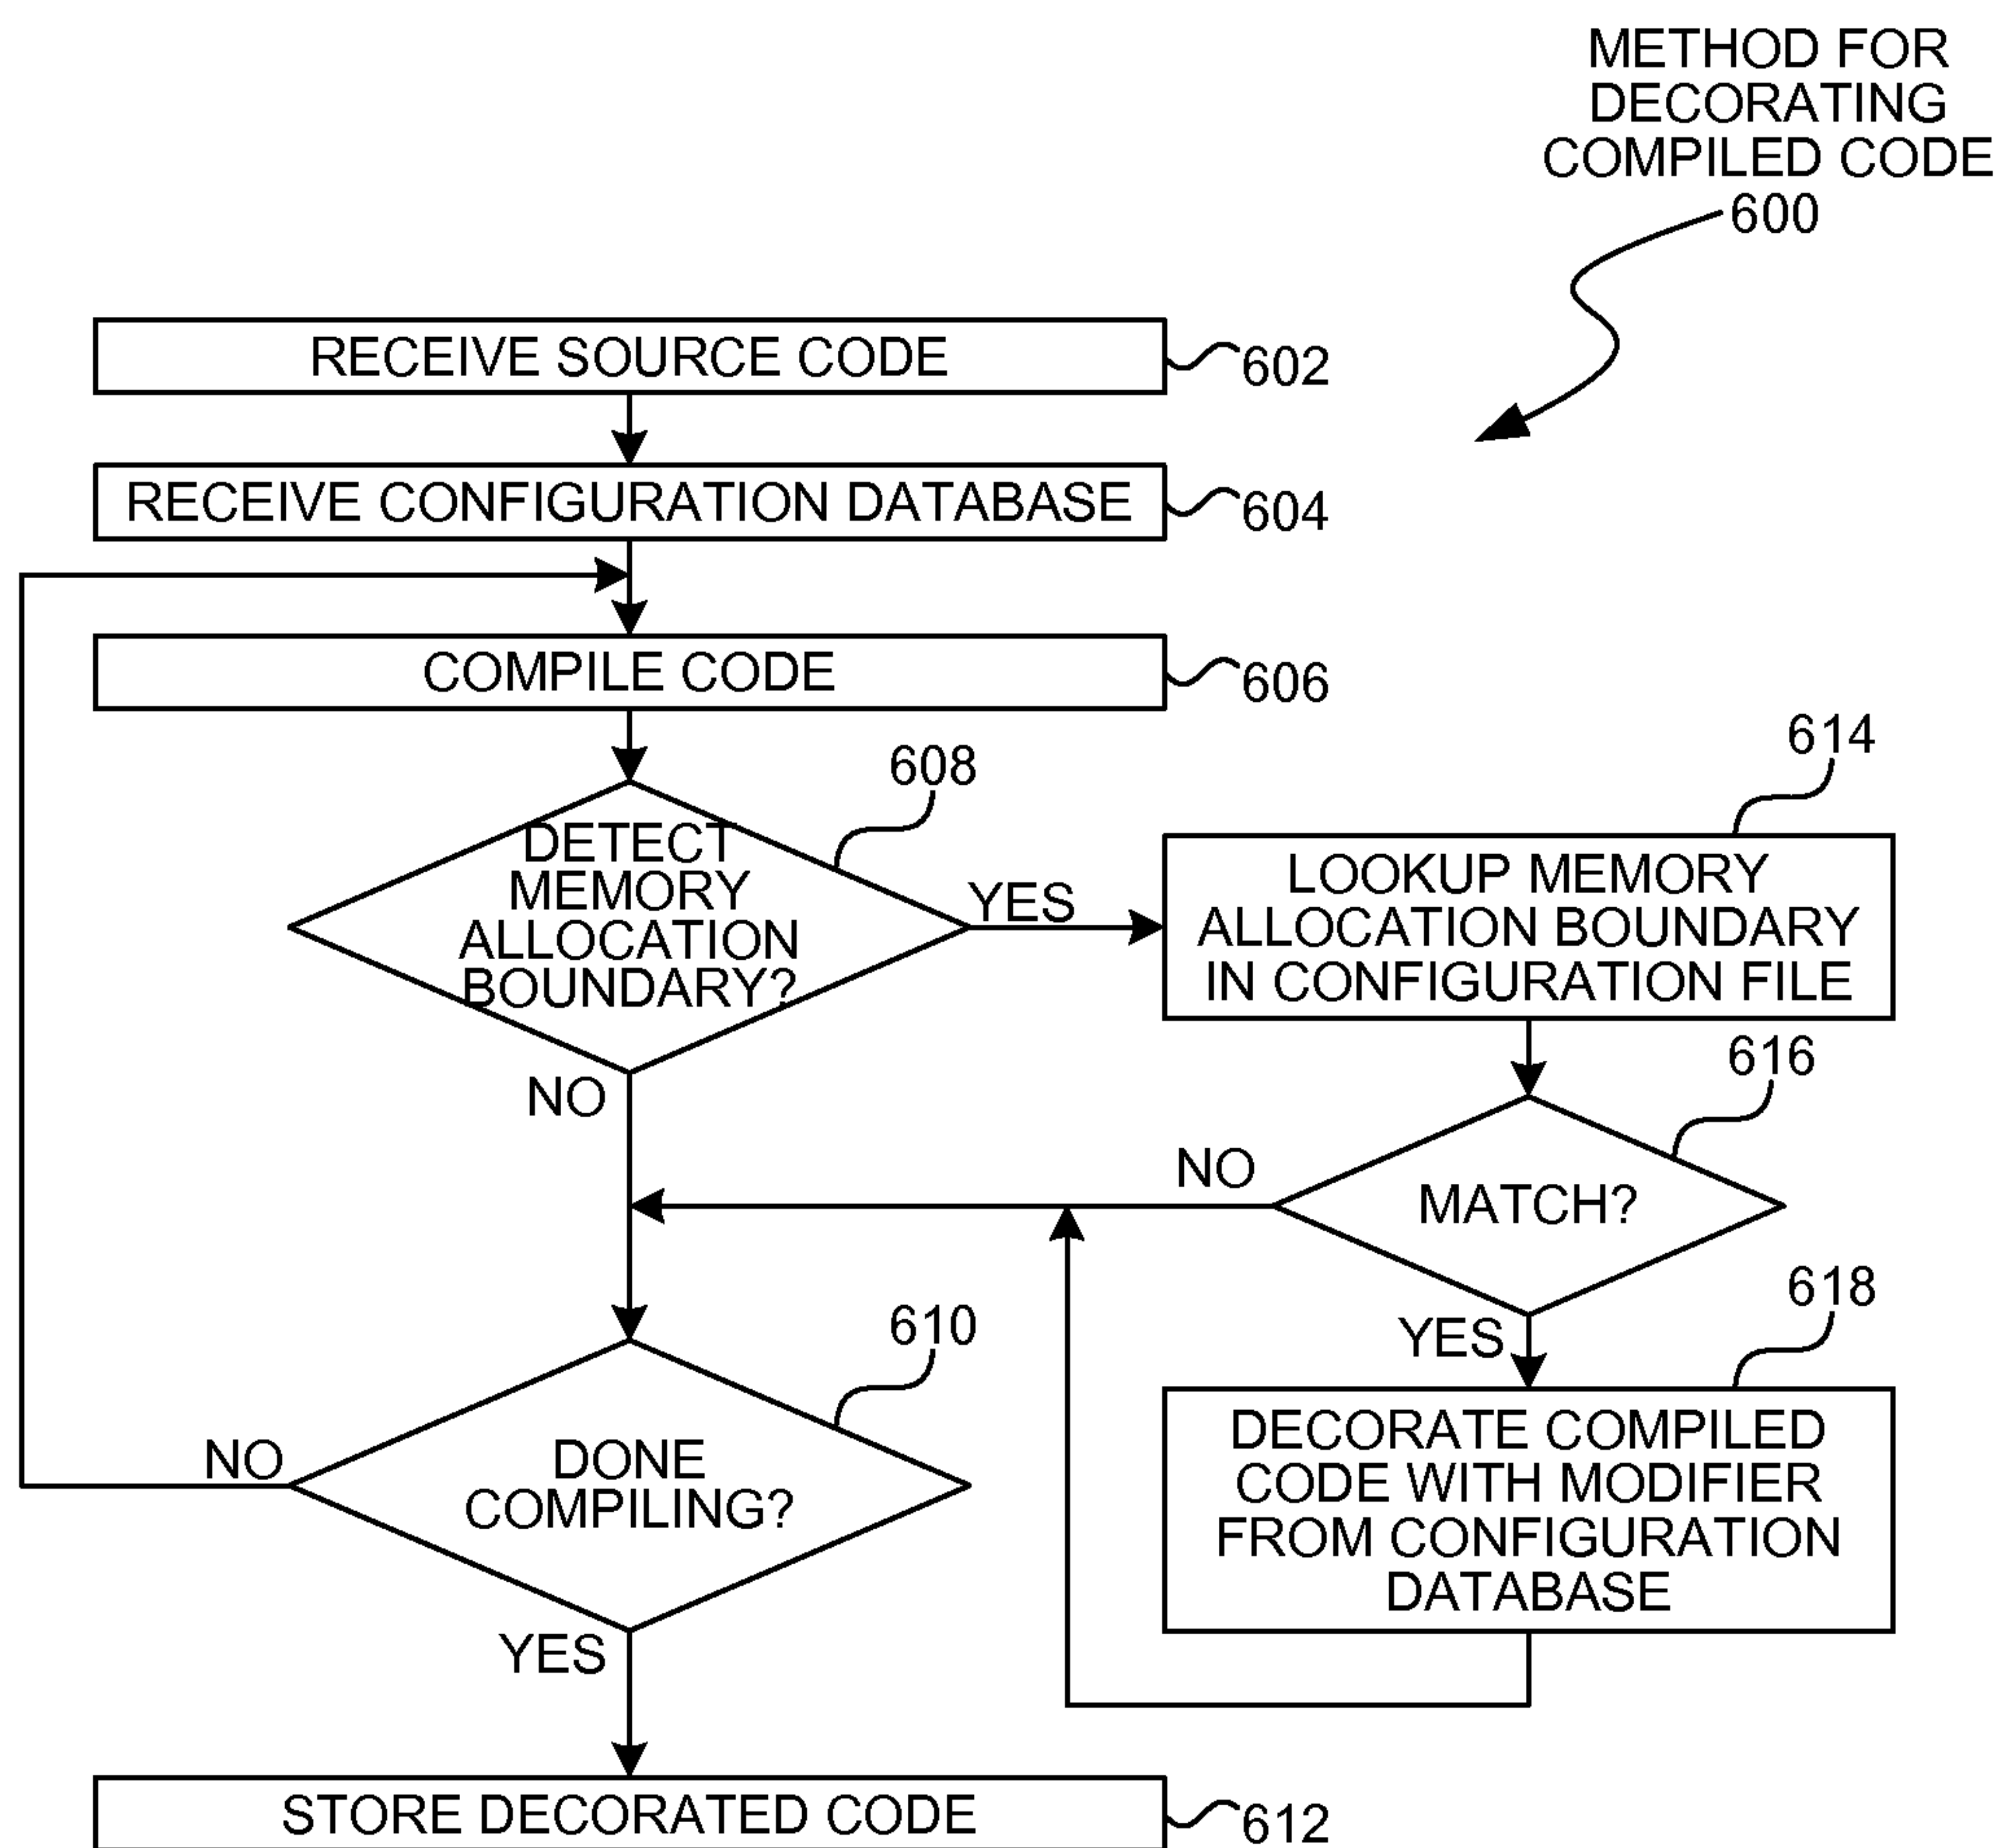 METHOD FOR
DECORATING
COMPILED CODE
600
RECEIVE SOURCE CODE
602
RECEIVE CONFIGURATION DATABASE
604
COMPILE CODE
606
608
DETECT
MEMORY
ALLOCATION
BOUNDARY?
YES
NO
614
LOOKUP MEMORY
ALLOCATION BOUNDARY
IN CONFIGURATION FILE
616
MATCH?
NO
YES
618
DECORATE COMPILED
CODE WITH MODIFIER
FROM CONFIGURATION
DATABASE
610
DONE
COMPILING?
NO
YES
STORE DECORATED CODE
612